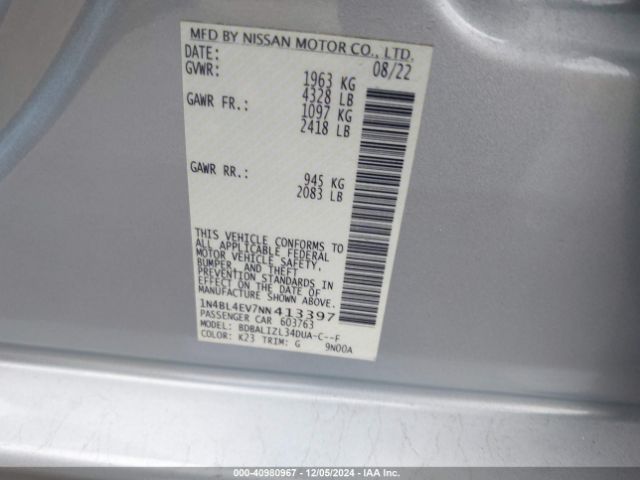 MFD BY NISSAN MOTOR CO., LTD.
DATE: 08/22
GVWR: 1963 KG
4328 LB
GAWR FR.: 1097 KG
2418 LB
GAWR RR.: 945 KG
2083 LB
THIS VEHICLE CONFORMS TO
ALL APPLICABLE FEDERAL
MOTOR VEHICLE SAFETY,
BUMPER, AND THEFT
PREVENTION STANDARDS
IN EFFECT ON THE DATE OF
MANUFACTURE SHOWN ABOVE.
1N4BL4EV7NN413397
PASSENGER CAR 603763
MODEL: BDBALIZL34DUA-C--F
COLOR: K23 TRIM: G 9N00A
000-40980967 • 12/05/2024 - IAA Inc.